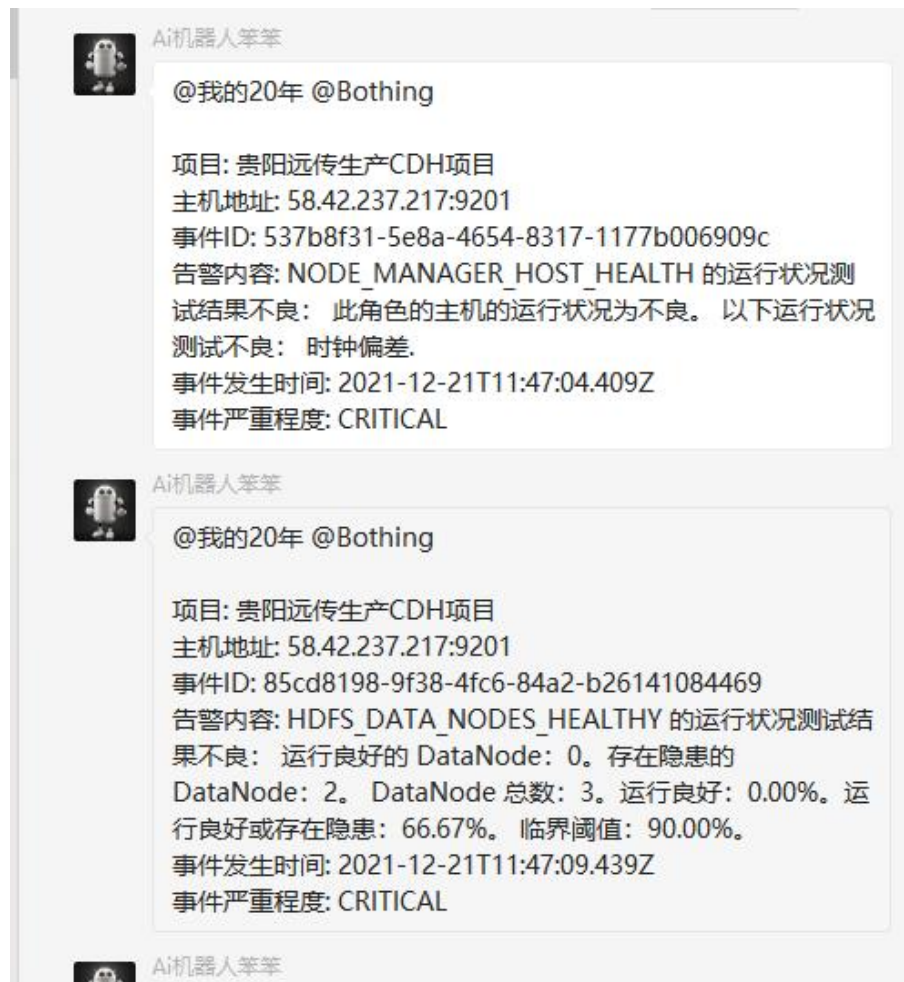 Ai机器人笨笨
@我的20年 @Bothing
项目: 贵阳远传生产CDH项目
主机地址: 58.42.237.217:9201
事件ID: 537b8f31-5e8a-4654-8317-1177b006909c
告警内容: NODE_MANAGER_HOST_HEALTH 的运行状况测
试结果不良： 此角色的主机的运行状况为不良。 以下运行状况
测试不良： 时钟偏差.
事件发生时间: 2021-12-21T11:47:04.409Z
事件严重程度: CRITICAL
Ai机器人笨笨
@我的20年 @Bothing
项目: 贵阳远传生产CDH项目
主机地址: 58.42.237.217:9201
事件ID: 85cd8198-9f38-4fc6-84a2-b26141084469
告警内容: HDFS_DATA_NODES_HEALTHY 的运行状况测试结
果不良： 运行良好的 DataNode：0。存在隐患的
DataNode：2。 DataNode 总数：3。运行良好：0.00%。运
行良好或存在隐患：66.67%。 临界阈值：90.00%。
事件发生时间: 2021-12-21T11:47:09.439Z
事件严重程度: CRITICAL
Ai机器人笨笨